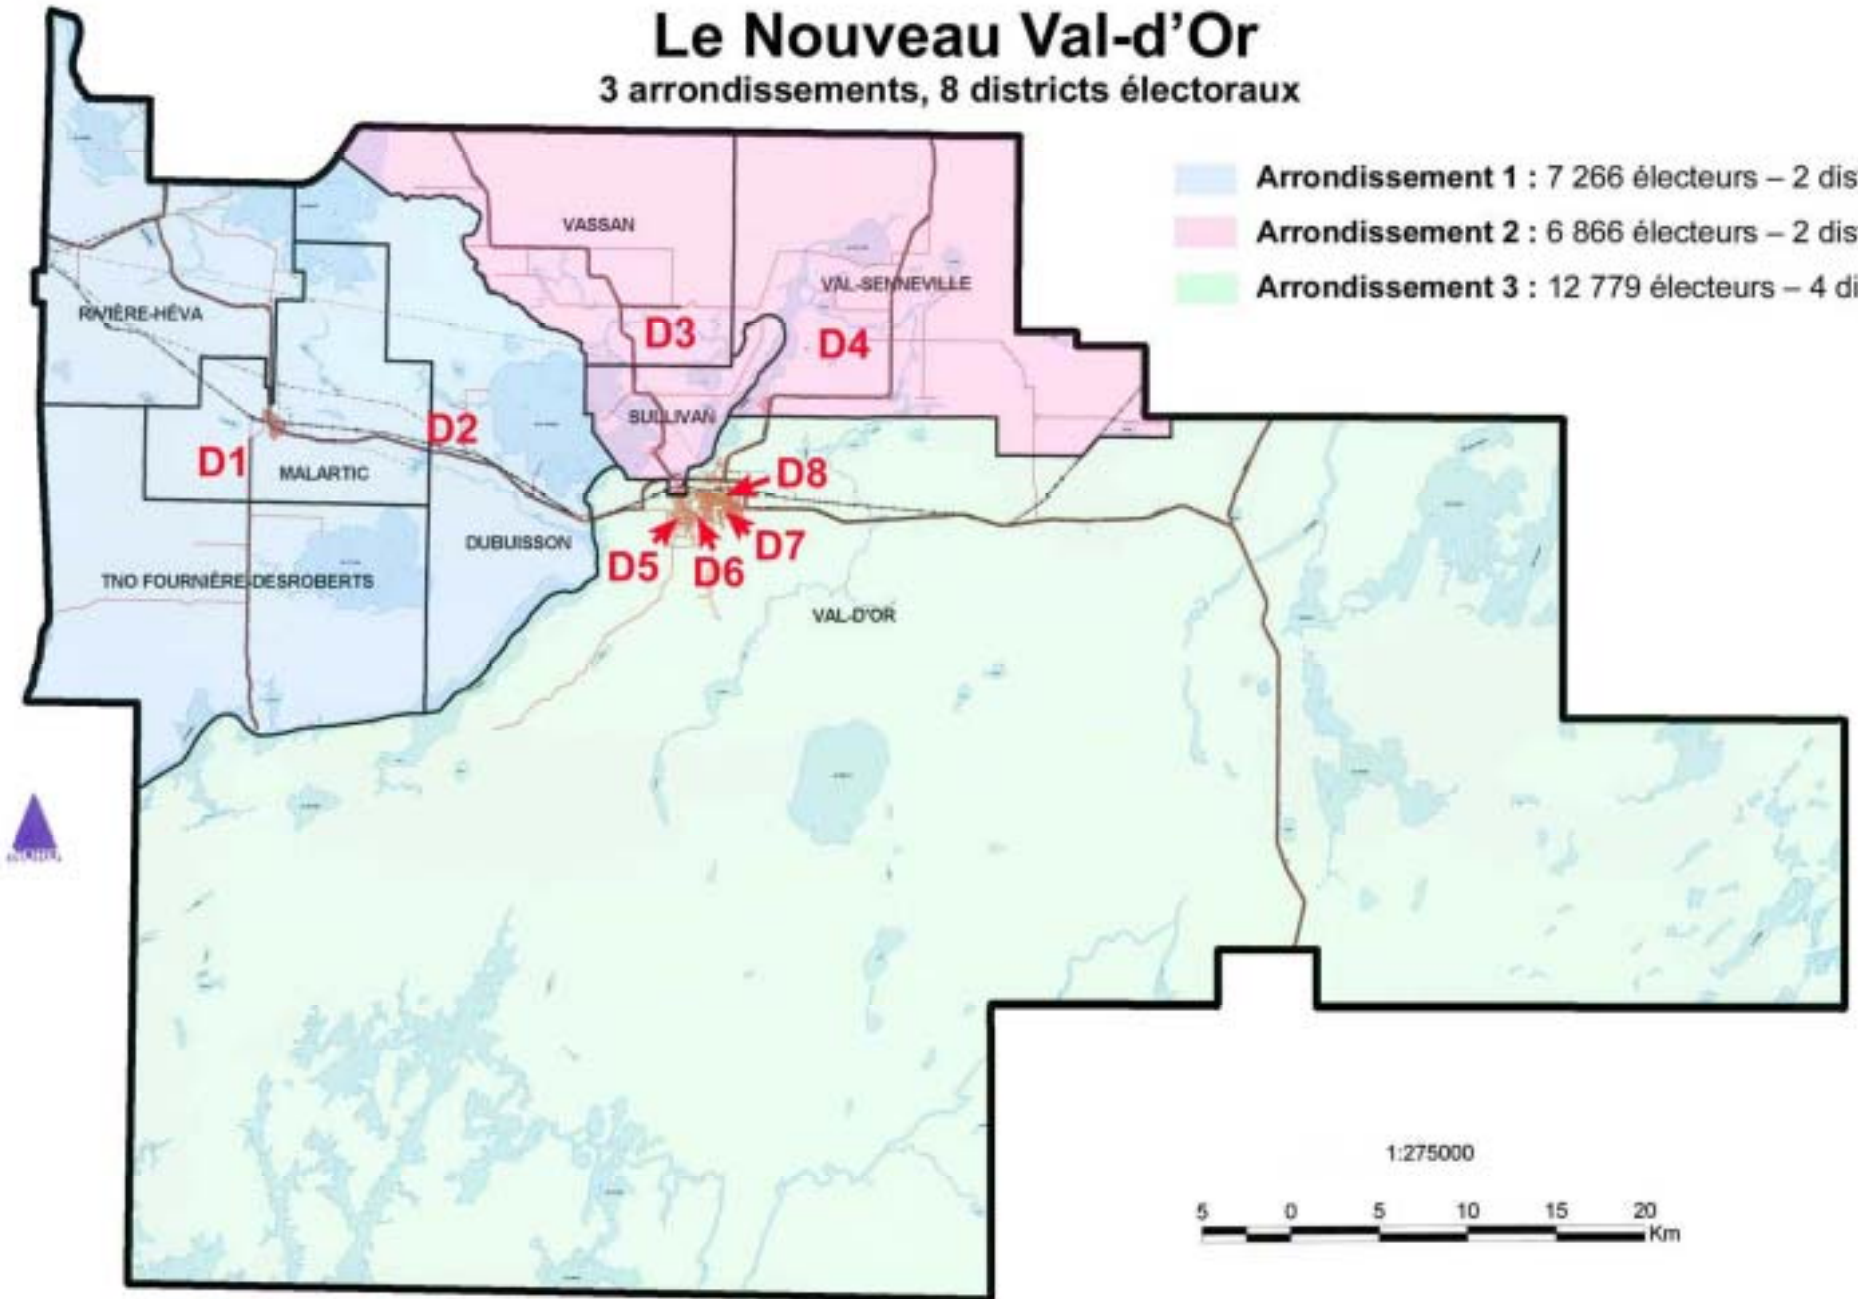 Le Nouveau Val-d'Or
3 arrondissements, 8 districts électoraux
Arrondissement 1 : 7 266 électeurs – 2 dis
Arrondissement 2 : 6 866 électeurs – 2 dis
Arrondissement 3 : 12 779 électeurs – 4 di
VASSAN
VAL-SENNEVILLE
RIVIÈRE-HÉVA
D3
D4
SULLIVAN
D2
D1
MALARTIC
D8
DUBUISSON
D7
D5
D6
TNO FOURNIÈRE-DESROBERTS
VAL-D'OR
NORD
1:275000
5 0 5 10 15 20
Km